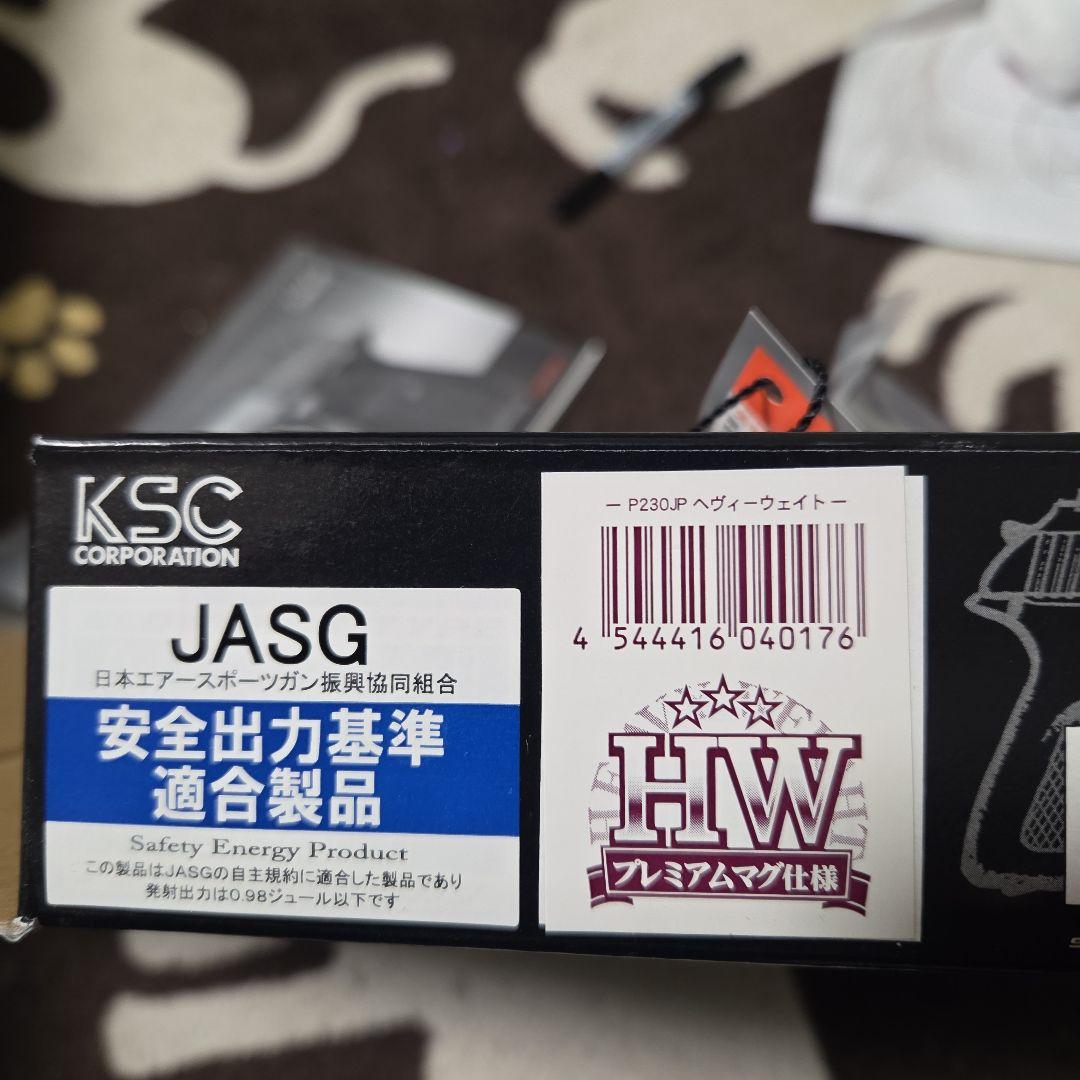 KSC
CORPORATION
JASG
日本エアースポーツガン振興協同組合
安全出力基準
適合製品
Safety Energy Product
この製品はJASGの自主規約に適合した製品であり
発射出力は0.98ジュール以下です
— P230JP ヘヴィーウェイト —
4 544416 040176
HEAVY WEIGHT
HW
プレミアムマグ仕様